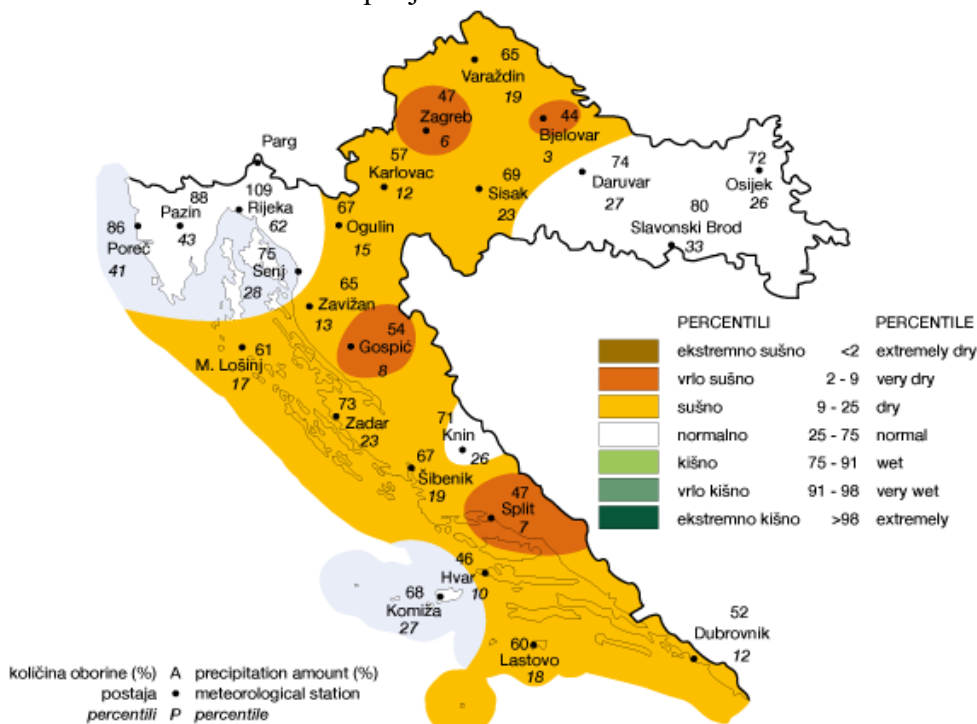 65
Varaždin
19
47
Zagreb
6
44
Bjelovar
3
Parg
57
Karlovac
12
69
Sisak
23
74
Daruvar
27
72
Osijek
26
80
Slavonski Brod
33
88
Pazin
43
109
Rijeka
62
86
Poreč
41
67
Ogulin
15
75
Senj
28
65
Zavižan
13
54
Gospić
8
61
M. Lošinj
17
73
Zadar
23
71
Knin
26
67
Šibenik
19
47
Split
7
46
Hvar
10
68
Komiža
27
60
Lastovo
18
52
Dubrovnik
12
PERCENTILI PERCENTILE
ekstremno sušno <2 extremely dry
vrlo sušno 2 - 9 very dry
sušno 9 - 25 dry
normalno 25 - 75 normal
kišno 75 - 91 wet
vrlo kišno 91 - 98 very wet
ekstremno kišno >98 extremely
količina oborine (%) A precipitation amount (%)
postaja • meteorological station
percentili P percentile